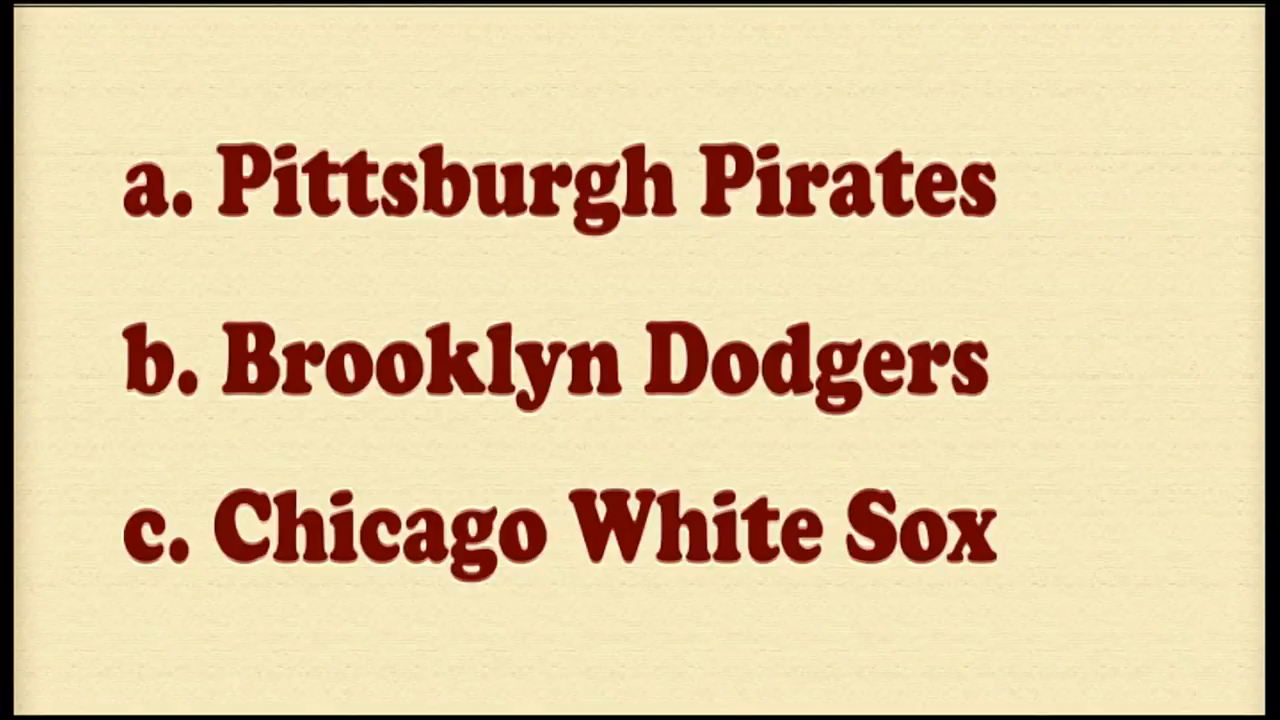 a. Pittsburgh Pirates
b. Brooklyn Dodgers
c. Chicago White Sox